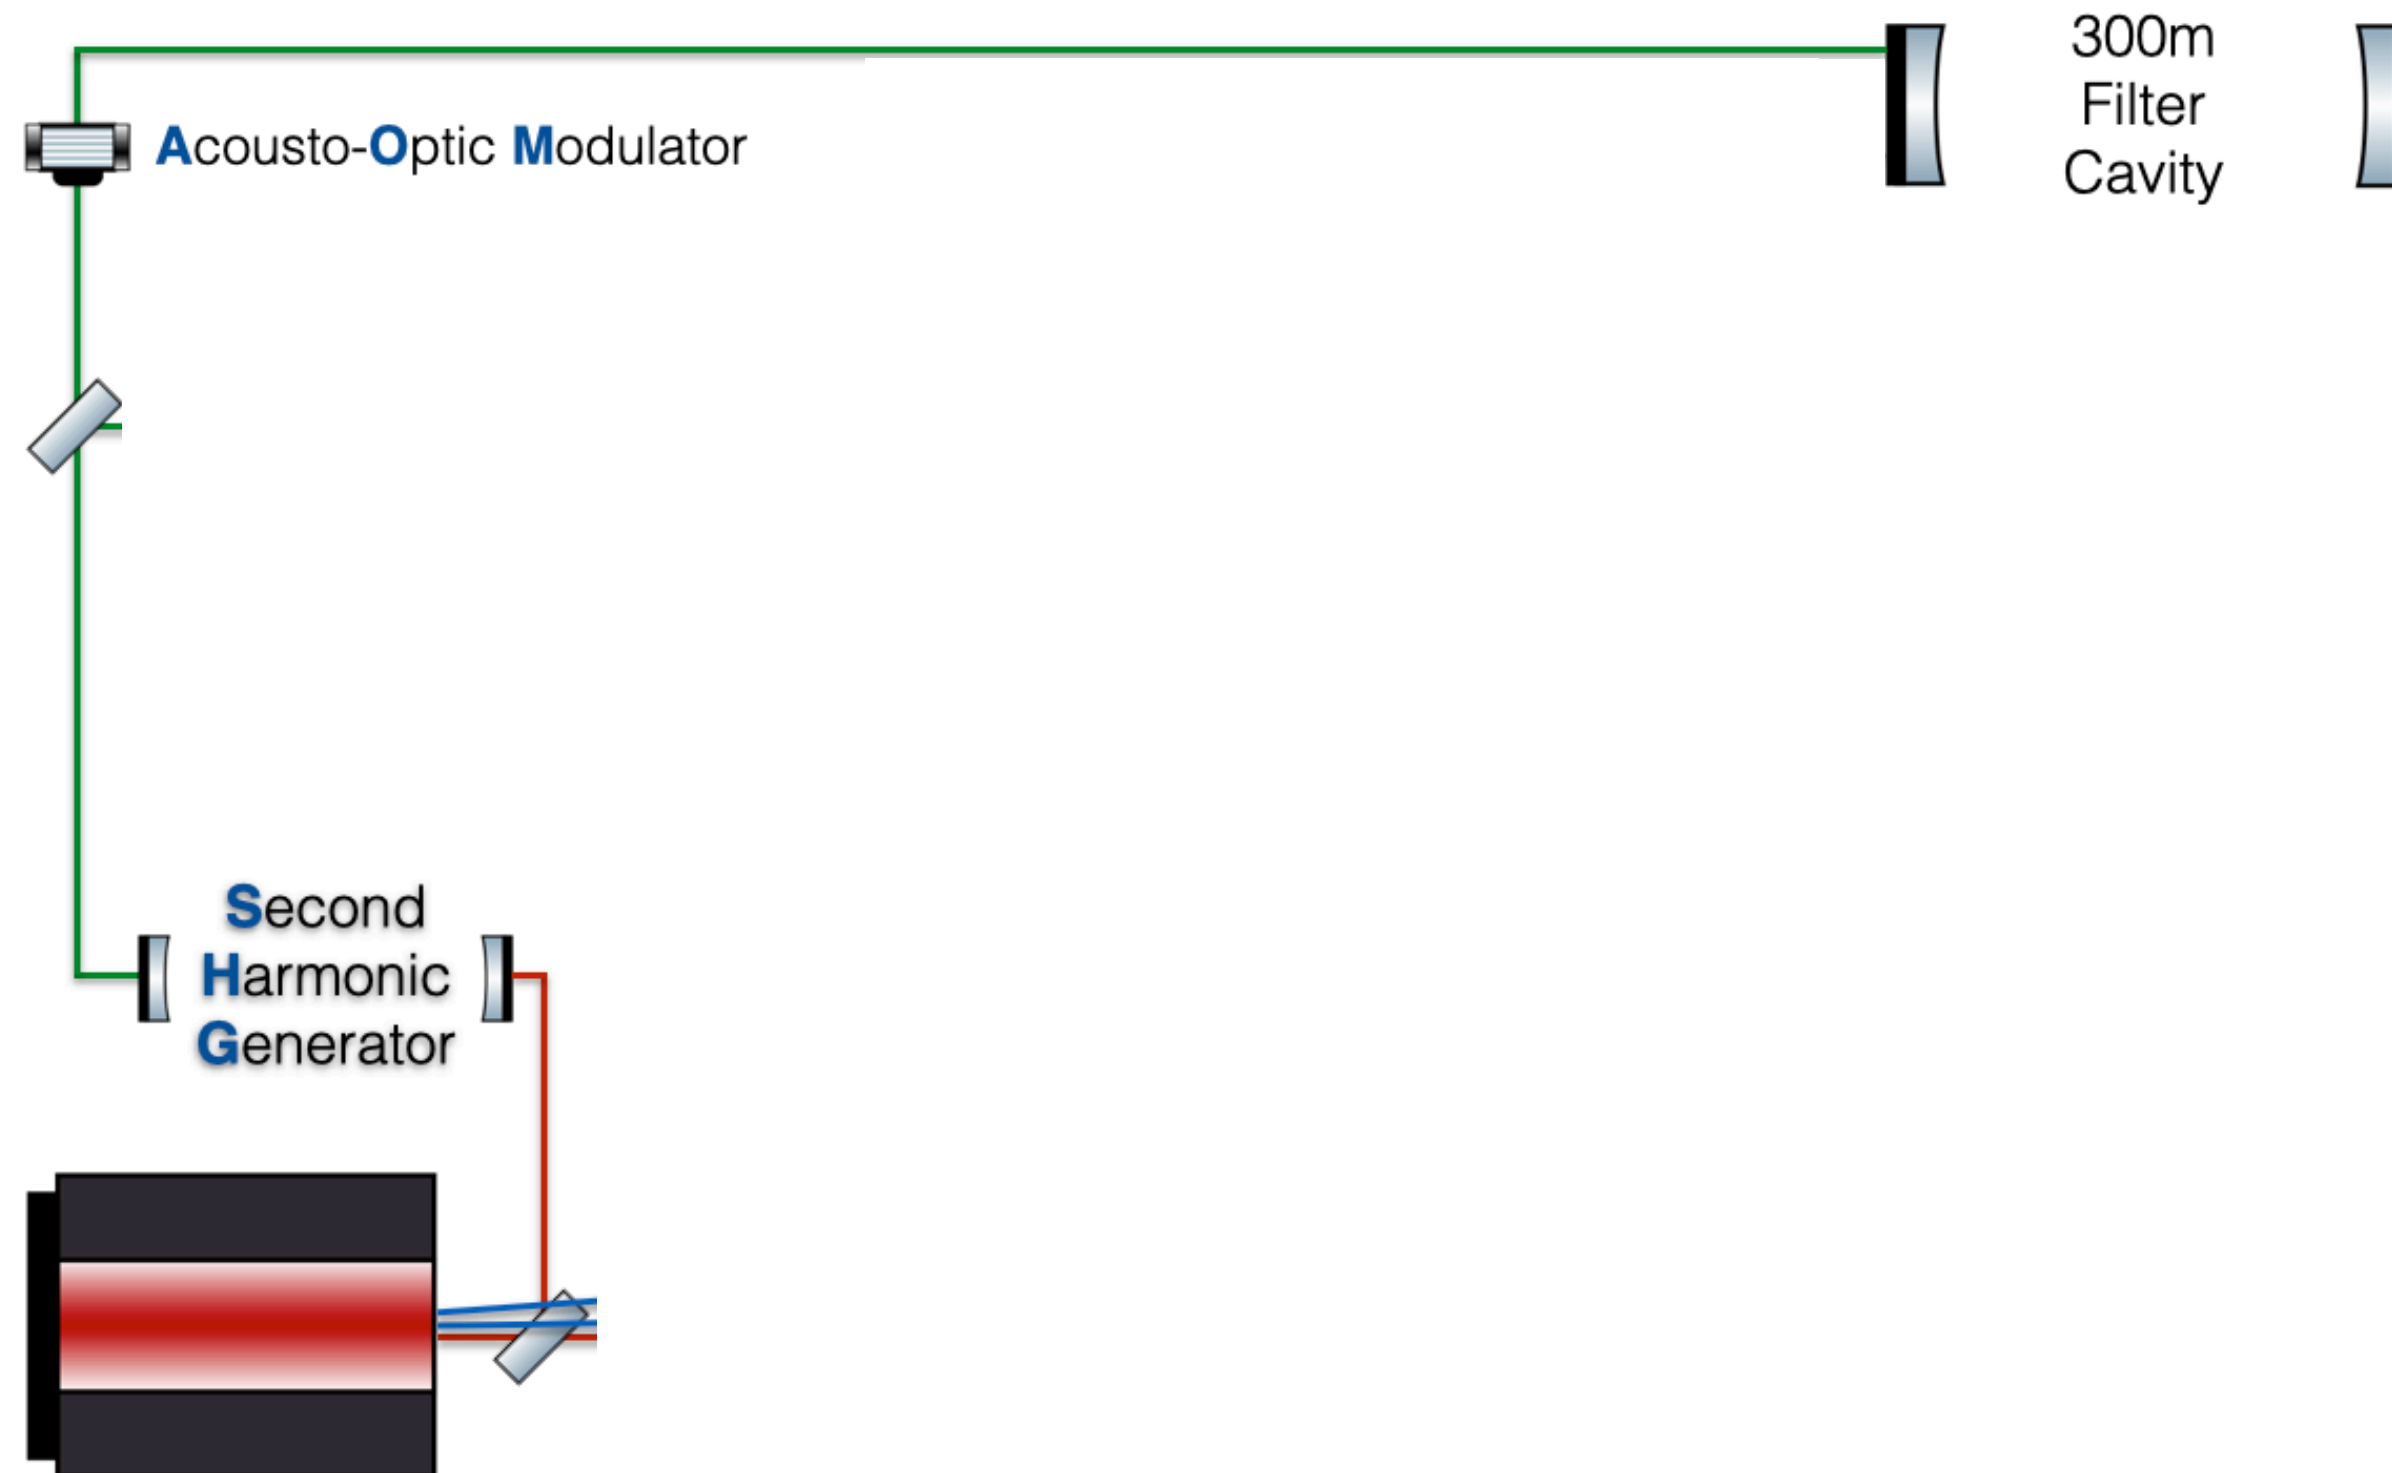 300m
Filter
Cavity
Acousto-Optic Modulator
Second
Harmonic
Generator